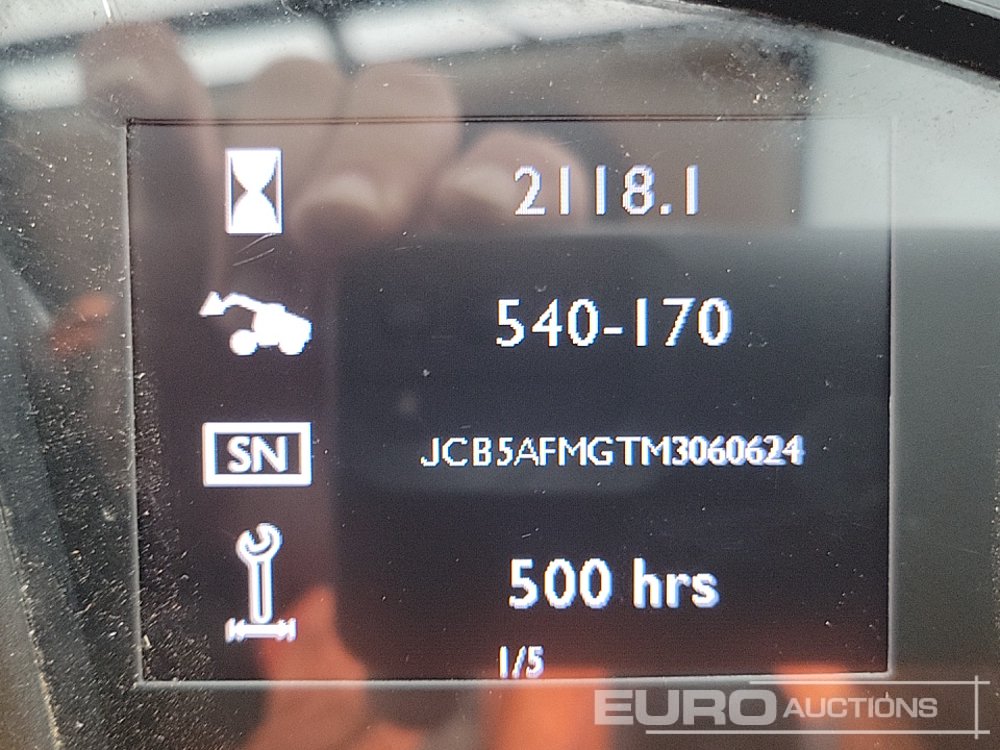 2118.1
540-170
SN JCB5AFMGTM3060624
500 hrs
1/5
EURO AUCTIONS